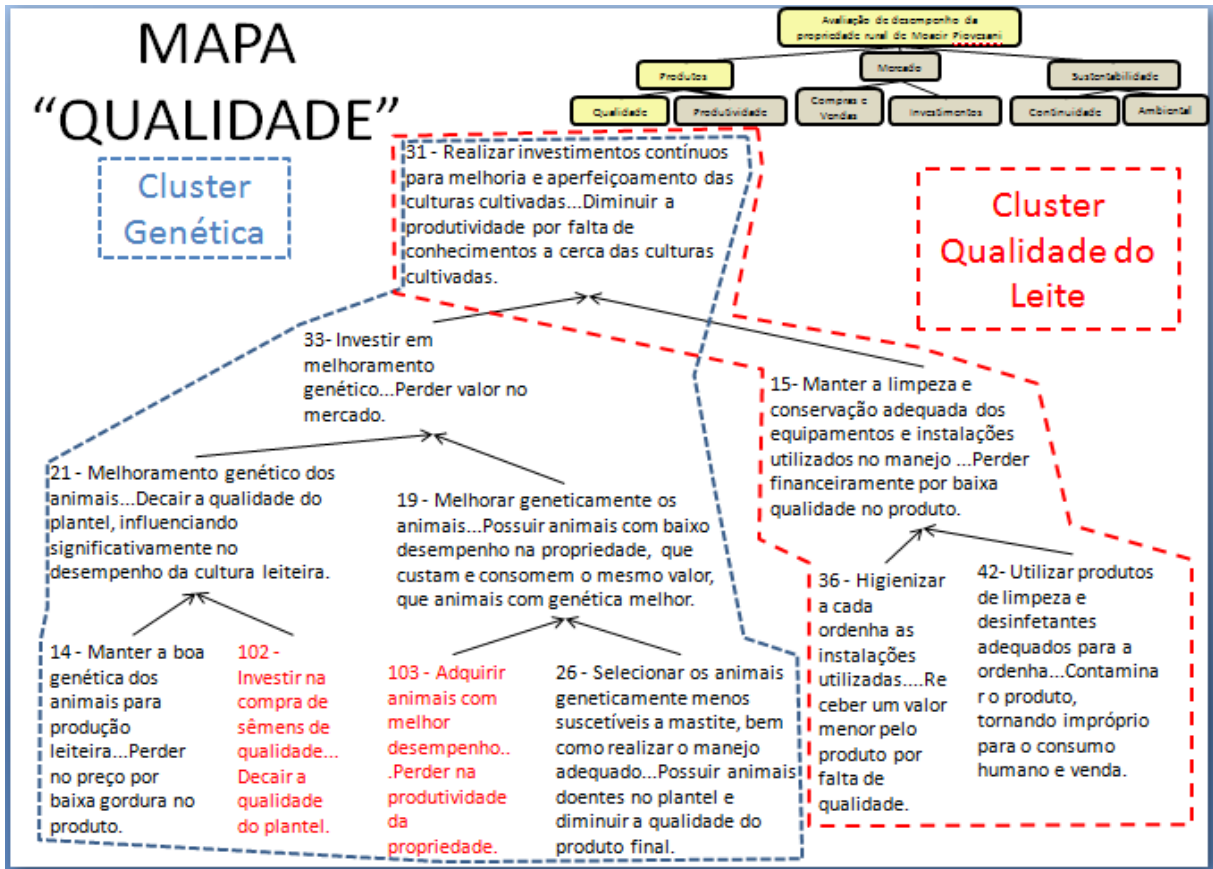 MAPA
“QUALIDADE”
Avaliação de desempenho da
propriedade rural de Moacir Piovesani
Produtos
Mercado
Sustentabilidade
Qualidade
Produtividade
Compras e
Vendas
Investimentos
Continuidade
Ambiental
Cluster
Genética
Cluster
Qualidade do
Leite
31 - Realizar investimentos contínuos
para melhoria e aperfeiçoamento das
culturas cultivadas...Diminuir a
produtividade por falta de
conhecimentos a cerca das culturas
cultivadas.
33- Investir em
melhoramento
genético...Perder valor no
mercado.
15- Manter a limpeza e
conservação adequada dos
equipamentos e instalações
utilizados no manejo ...Perder
financeiramente por baixa
qualidade no produto.
21 - Melhoramento genético dos
animais...Decair a qualidade do
plantel, influenciando
significativamente no
desempenho da cultura leiteira.
19 - Melhorar geneticamente os
animais...Possuir animais com baixo
desempenho na propriedade, que
custam e consomem o mesmo valor,
que animais com genética melhor.
36 - Higienizar
a cada
ordenha as
instalações
utilizadas....Re
ceber um valor
menor pelo
produto por
falta de
qualidade.
42- Utilizar produtos
de limpeza e
desinfetantes
adequados para a
ordenha...Contamina
r o produto,
tornando impróprio
para o consumo
humano e venda.
14 - Manter a boa
genética dos
animais para
produção
leiteira...Perder
no preço por
baixa gordura no
produto.
102 -
Investir na
compra de
sêmens de
qualidade...
Decair a
qualidade
do plantel.
103 - Adquirir
animais com
melhor
desempenho..
.Perder na
produtividade
da
propriedade.
26 - Selecionar os animais
geneticamente menos
suscetíveis a mastite, bem
como realizar o manejo
adequado...Possuir animais
doentes no plantel e
diminuir a qualidade do
produto final.